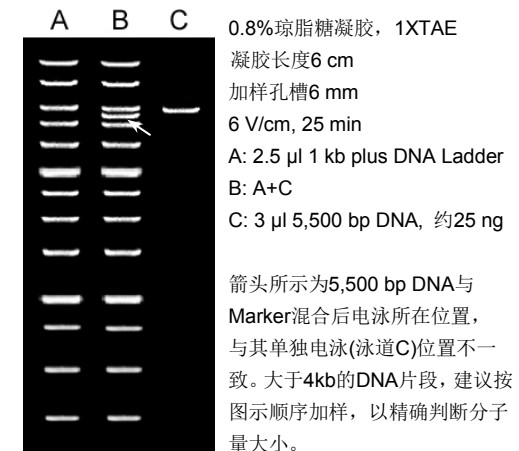 A B C
0.8%琼脂糖凝胶，1XTAE
凝胶长度6 cm
加样孔槽6 mm
6 V/cm, 25 min
A: 2.5 μl 1 kb plus DNA Ladder
B: A+C
C: 3 μl 5,500 bp DNA, 约25 ng
箭头所示为5,500 bp DNA与
Marker混合后电泳所在位置，
与其单独电泳(泳道C)位置不一
致。大于4kb的DNA片段，建议按
图示顺序加样，以精确判断分子
量大小。